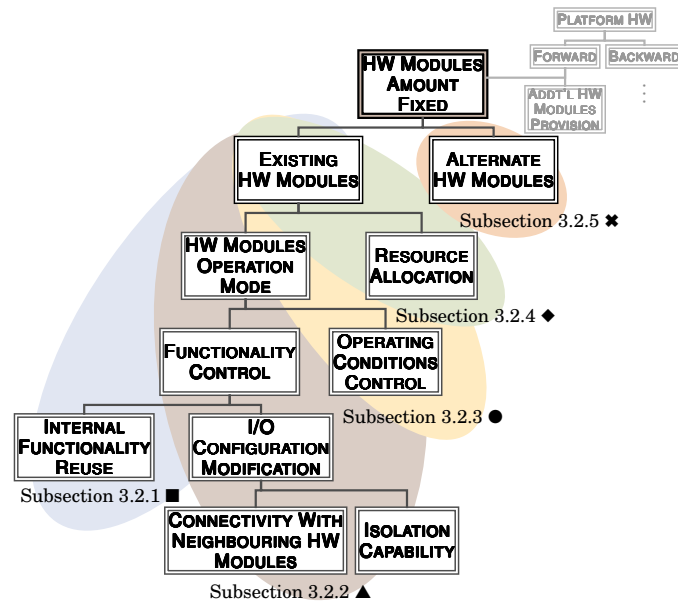 PLATFORM HW
FORWARD
BACKWARD
ADDT'L HW
MODULES
PROVISION
HW MODULES
AMOUNT
FIXED
EXISTING
HW MODULES
ALTERNATE
HW MODULES
Subsection 3.2.5 ✖
HW MODULES
OPERATION
MODE
RESOURCE
ALLOCATION
Subsection 3.2.4 ◆
FUNCTIONALITY
CONTROL
OPERATING
CONDITIONS
CONTROL
Subsection 3.2.3 ●
INTERNAL
FUNCTIONALITY
REUSE
I/O
CONFIGURATION
MODIFICATION
Subsection 3.2.1 ■
CONNECTIVITY WITH
NEIGHBOURING HW
MODULES
ISOLATION
CAPABILITY
Subsection 3.2.2 ▲